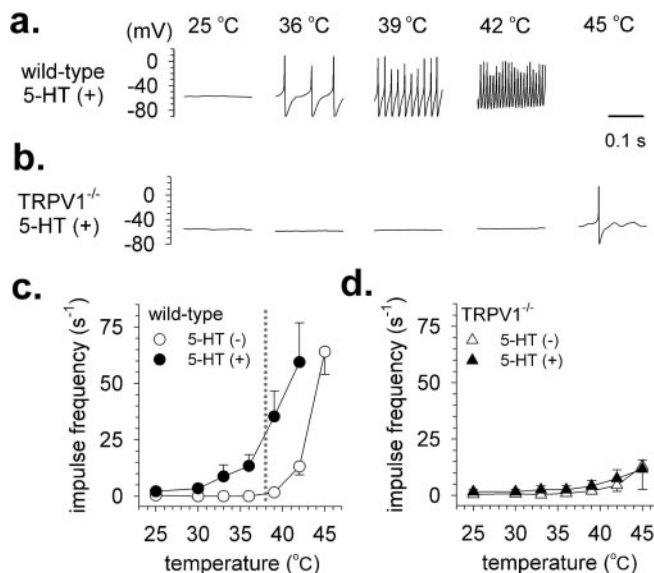 a.
(mV)
25 °C
36 °C
39 °C
42 °C
45 °C
wild-type
5-HT (+)
0
-40
-80
0.1 s
b.
TRPV1-/-
5-HT (+)
0
-40
-80
c.
wild-type
5-HT (-)
5-HT (+)
impulse frequency (s-1)
75
50
25
0
25 30 35 40 45
temperature (°C)
d.
TRPV1-/-
5-HT (-)
5-HT (+)
impulse frequency (s-1)
75
50
25
0
25 30 35 40 45
temperature (°C)